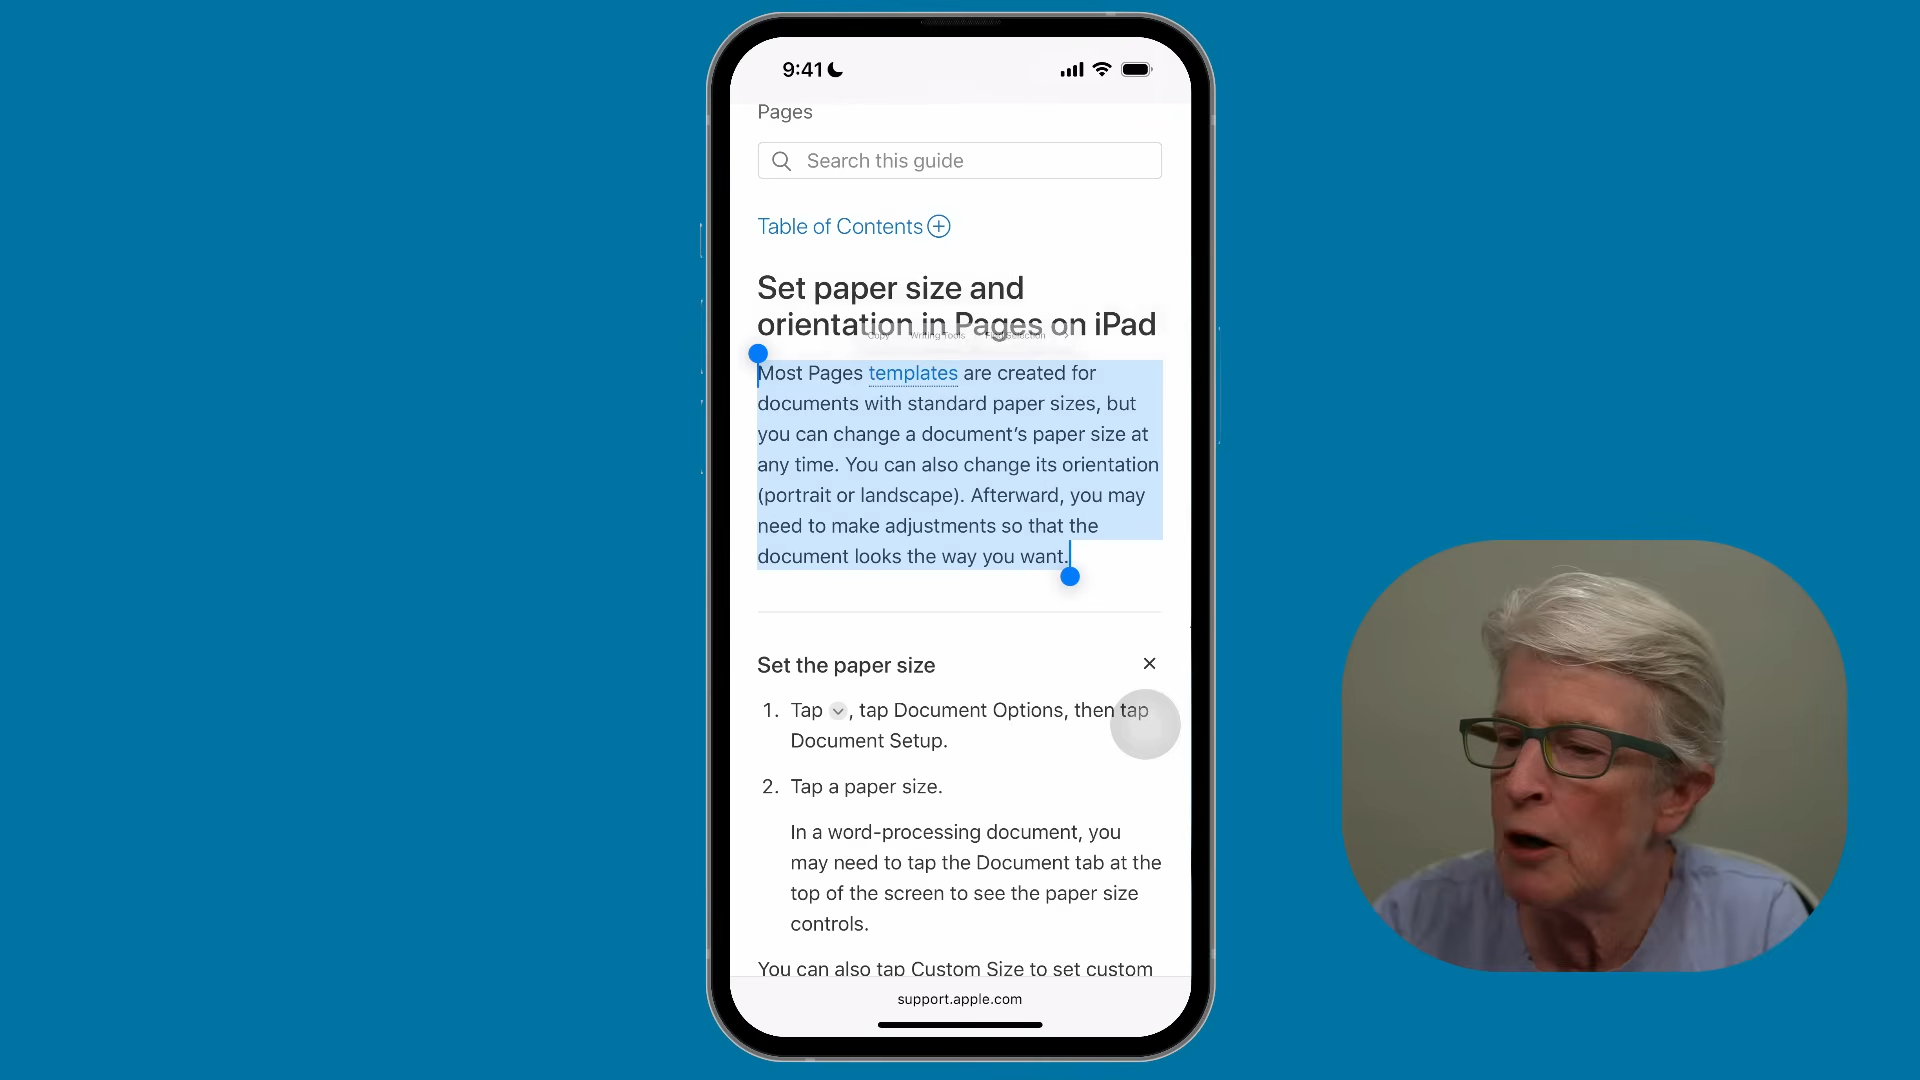 9:41
Pages
Search this guide
Table of Contents
Set paper size and
orientation in Pages on iPad
Copy Writing Tools Find Selection
Most Pages templates are created for
documents with standard paper sizes, but
you can change a document’s paper size at
any time. You can also change its orientation
(portrait or landscape). Afterward, you may
need to make adjustments so that the
document looks the way you want.
Set the paper size
1. Tap , tap Document Options, then tap
Document Setup.
2. Tap a paper size.
In a word-processing document, you
may need to tap the Document tab at the
top of the screen to see the paper size
controls.
You can also tap Custom Size to set custom
support.apple.com